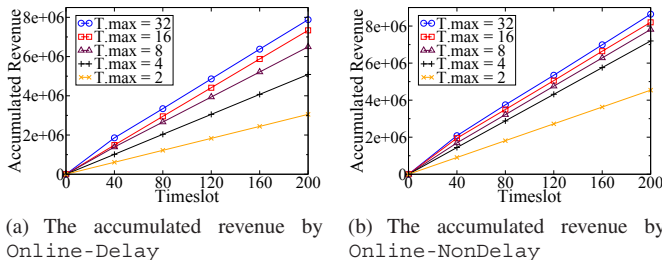 Accumulated Revenue
8e+06
6e+06
4e+06
2e+06
0
T.max = 32
T.max = 16
T.max = 8
T.max = 4
T.max = 2
0 40 80 120 160 200
Timeslot
(a) The accumulated revenue by
Online-Delay
Accumulated Revenue
8e+06
6e+06
4e+06
2e+06
0
T.max = 32
T.max = 16
T.max = 8
T.max = 4
T.max = 2
0 40 80 120 160 200
Timeslot
(b) The accumulated revenue by
Online-NonDelay